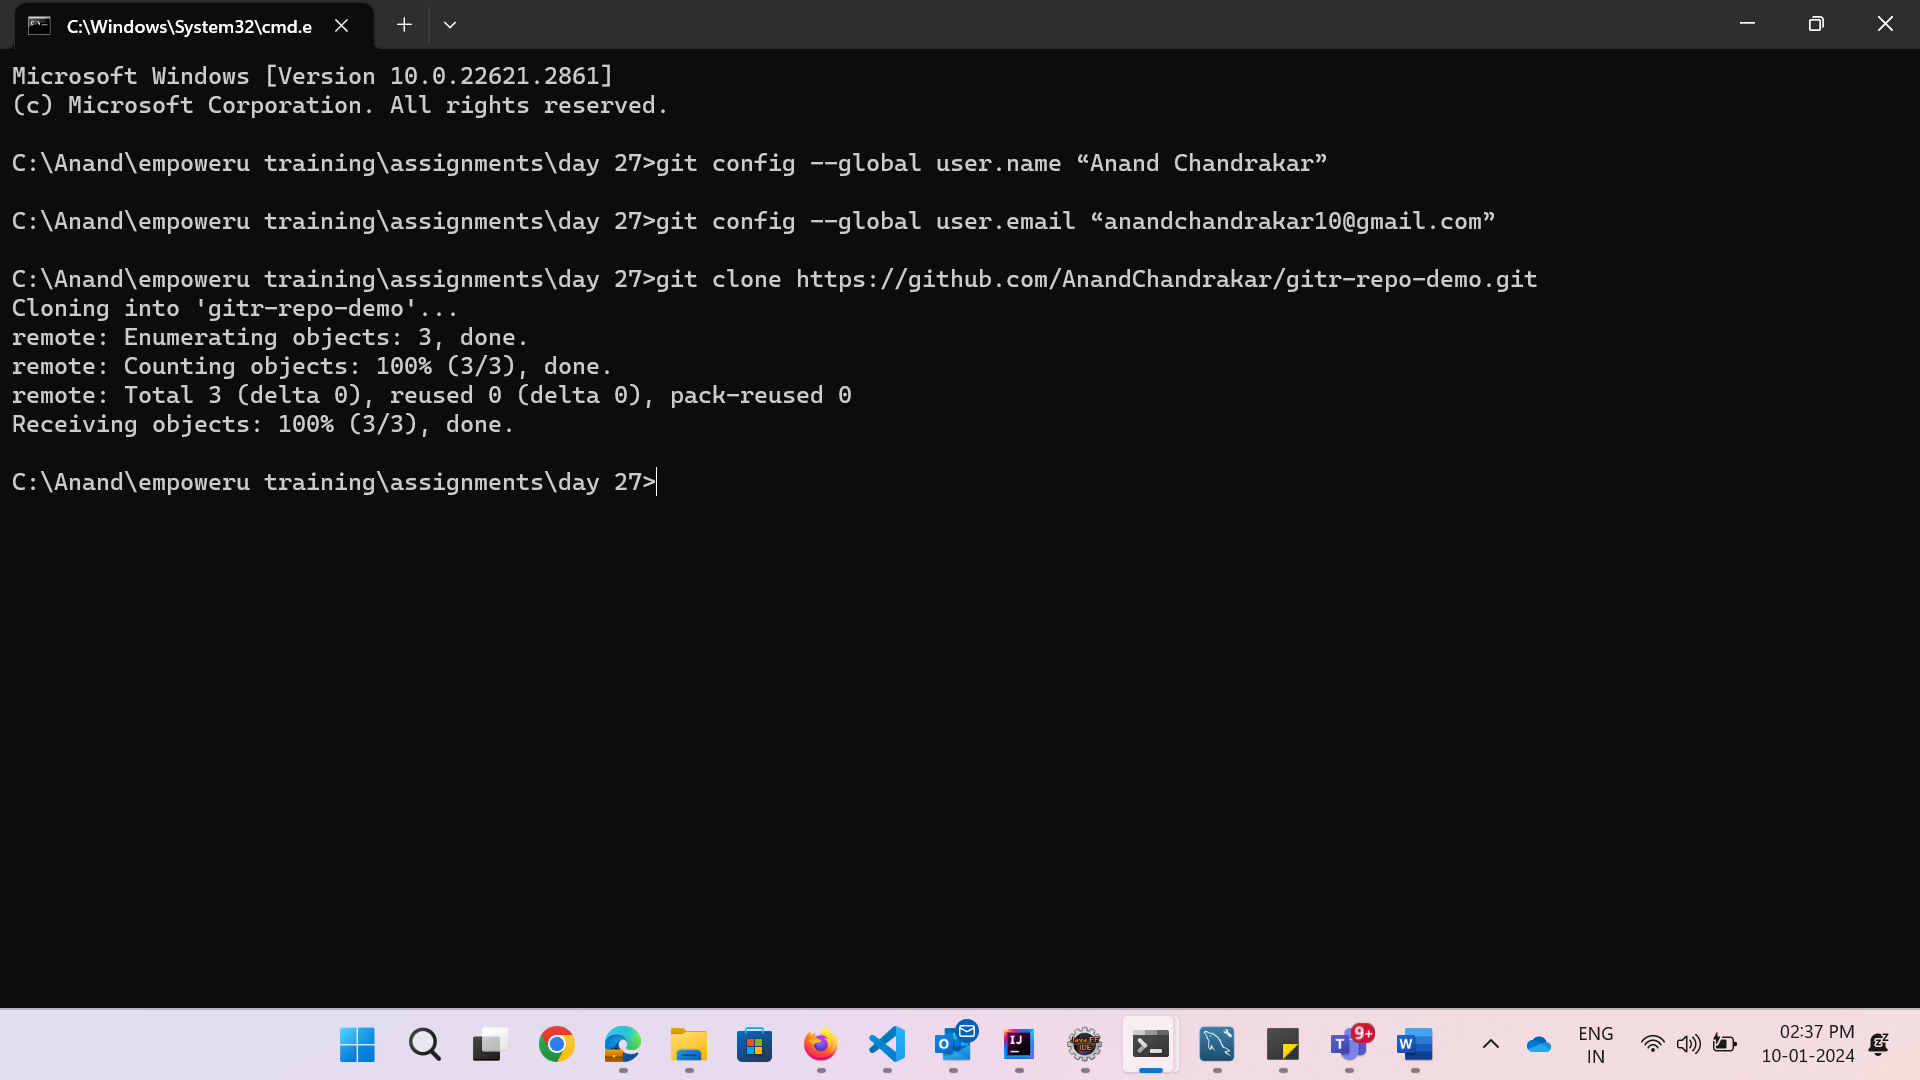 C:\Windows\System32\cmd.e
Microsoft Windows [Version 10.0.22621.2861]
(c) Microsoft Corporation. All rights reserved.
C:\Anand\empoweru training\assignments\day 27>git config --global user.name “Anand Chandrakar”
C:\Anand\empoweru training\assignments\day 27>git config --global user.email “anandchandrakar10@gmail.com”
C:\Anand\empoweru training\assignments\day 27>git clone https://github.com/AnandChandrakar/gitr-repo-demo.git
Cloning into 'gitr-repo-demo'...
remote: Enumerating objects: 3, done.
remote: Counting objects: 100% (3/3), done.
remote: Total 3 (delta 0), reused 0 (delta 0), pack-reused 0
Receiving objects: 100% (3/3), done.
C:\Anand\empoweru training\assignments\day 27>
9+
ENG
IN
02:37 PM
10-01-2024